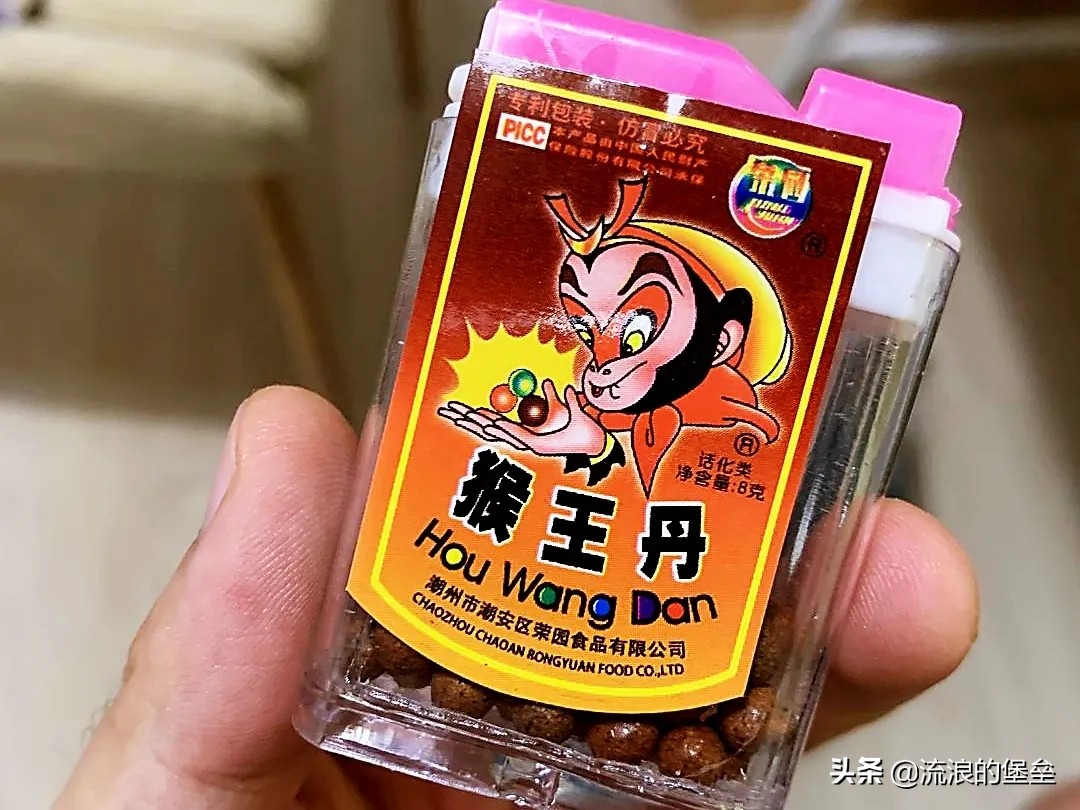 专利包装·仿冒必究
PICC
本产品由中国人民财产
保险股份有限公司承保
荣园
®
®
话化类
净含量:8克
猴王丹
Hou Wang Dan
潮州市潮安区荣园食品有限公司
CHAOZHOU CHAOAN RONGYUAN FOOD CO.,LTD
头条 @流浪的堡垒